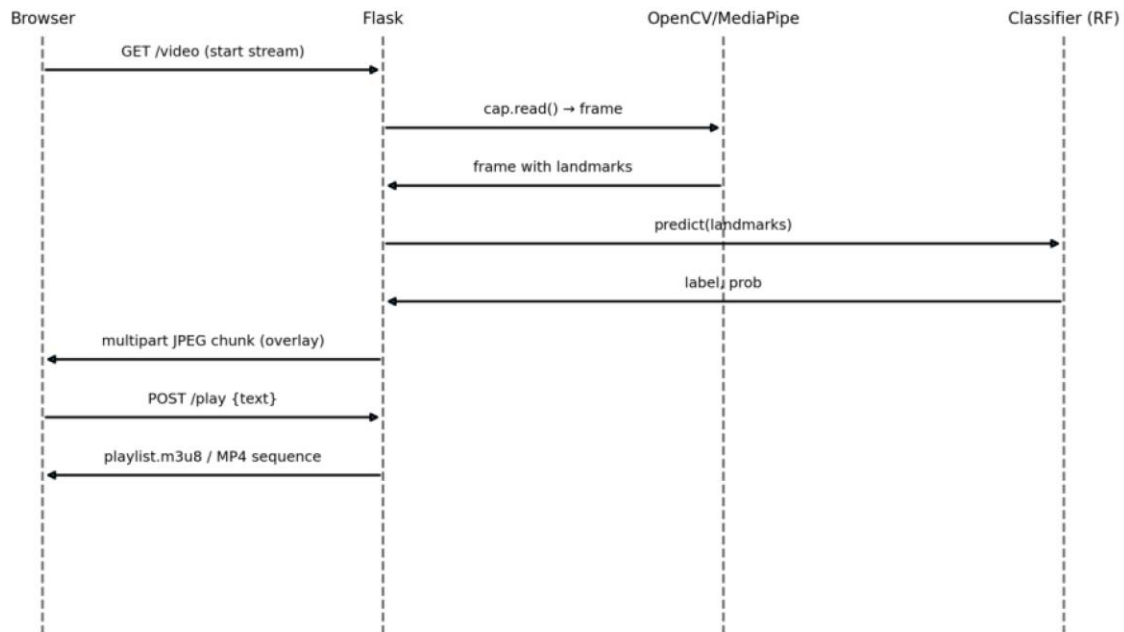 Browser Flask OpenCV/MediaPipe Classifier (RF)
GET /video (start stream)
cap.read() → frame
frame with landmarks
predict(landmarks)
label, prob
multipart JPEG chunk (overlay)
POST /play {text}
playlist.m3u8 / MP4 sequence